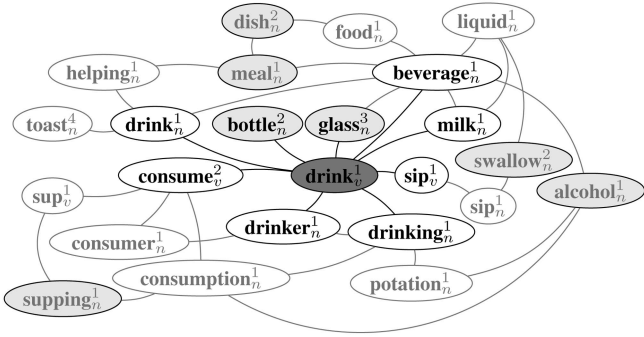 dish²ₙ
food¹ₙ
liquid¹ₙ
helping¹ₙ
meal¹ₙ
beverage¹ₙ
toast⁴ₙ
drink¹ₙ
bottle²ₙ
glass³ₙ
milk¹ₙ
swallow²ₙ
consume²ᵥ
drink¹ᵥ
sip¹ᵥ
alcohol¹ₙ
sup¹ᵥ
sip¹ₙ
drinker¹ₙ
drinking¹ₙ
consumer¹ₙ
consumption¹ₙ
potation¹ₙ
supping¹ₙ